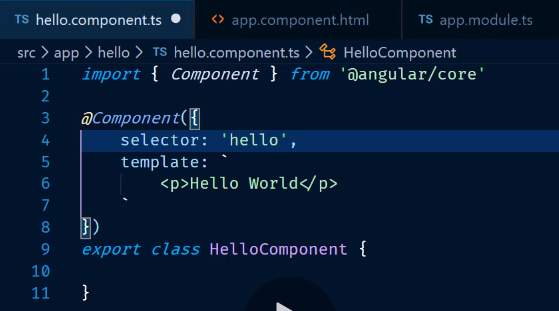 TS hello.component.ts
<> app.component.html
TS app.module.ts
src > app > hello > TS hello.component.ts > HelloComponent
1 import { Component } from '@angular/core'
2
3 @Component({
4     selector: 'hello',
5     template: `
6         <p>Hello World</p>
7     `
8 })
9 export class HelloComponent {
10
11 }